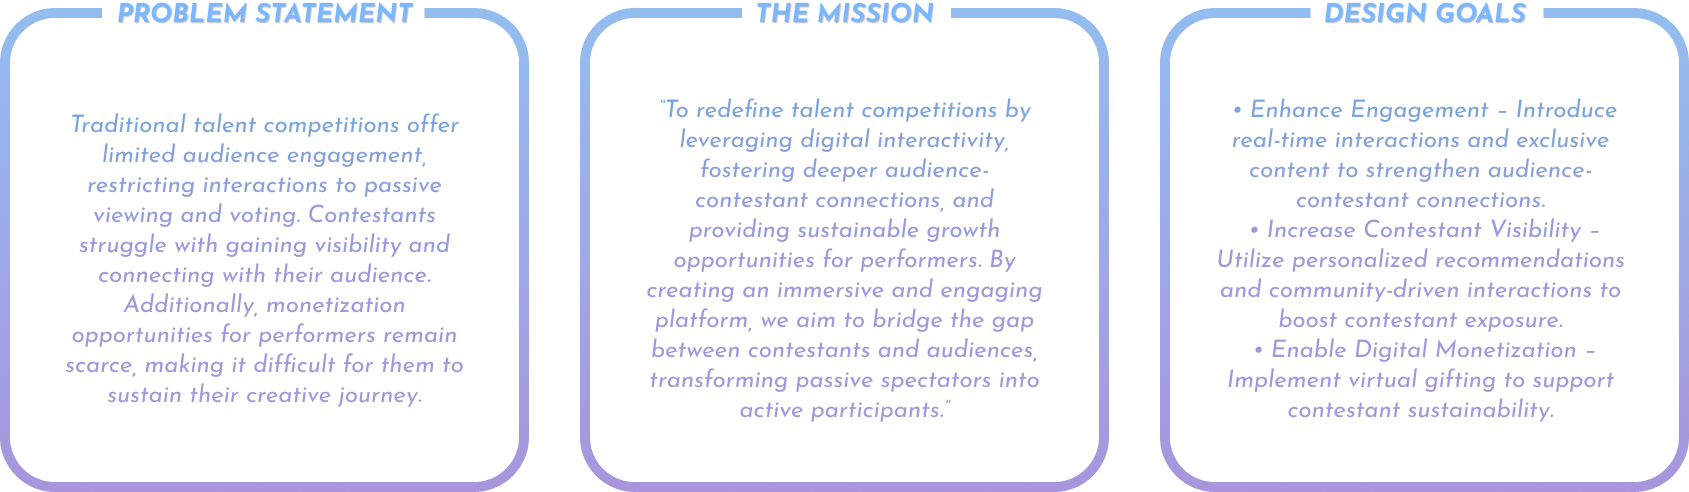 PROBLEM STATEMENT
Traditional talent competitions offer
limited audience engagement,
restricting interactions to passive
viewing and voting. Contestants
struggle with gaining visibility and
connecting with their audience.
Additionally, monetization
opportunities for performers remain
scarce, making it difficult for them to
sustain their creative journey.
THE MISSION
"To redefine talent competitions by
leveraging digital interactivity,
fostering deeper audience-
contestant connections, and
providing sustainable growth
opportunities for performers. By
creating an immersive and engaging
platform, we aim to bridge the gap
between contestants and audiences,
transforming passive spectators into
active participants."
DESIGN GOALS
• Enhance Engagement – Introduce
real-time interactions and exclusive
content to strengthen audience-
contestant connections.
• Increase Contestant Visibility –
Utilize personalized recommendations
and community-driven interactions to
boost contestant exposure.
• Enable Digital Monetization –
Implement virtual gifting to support
contestant sustainability.